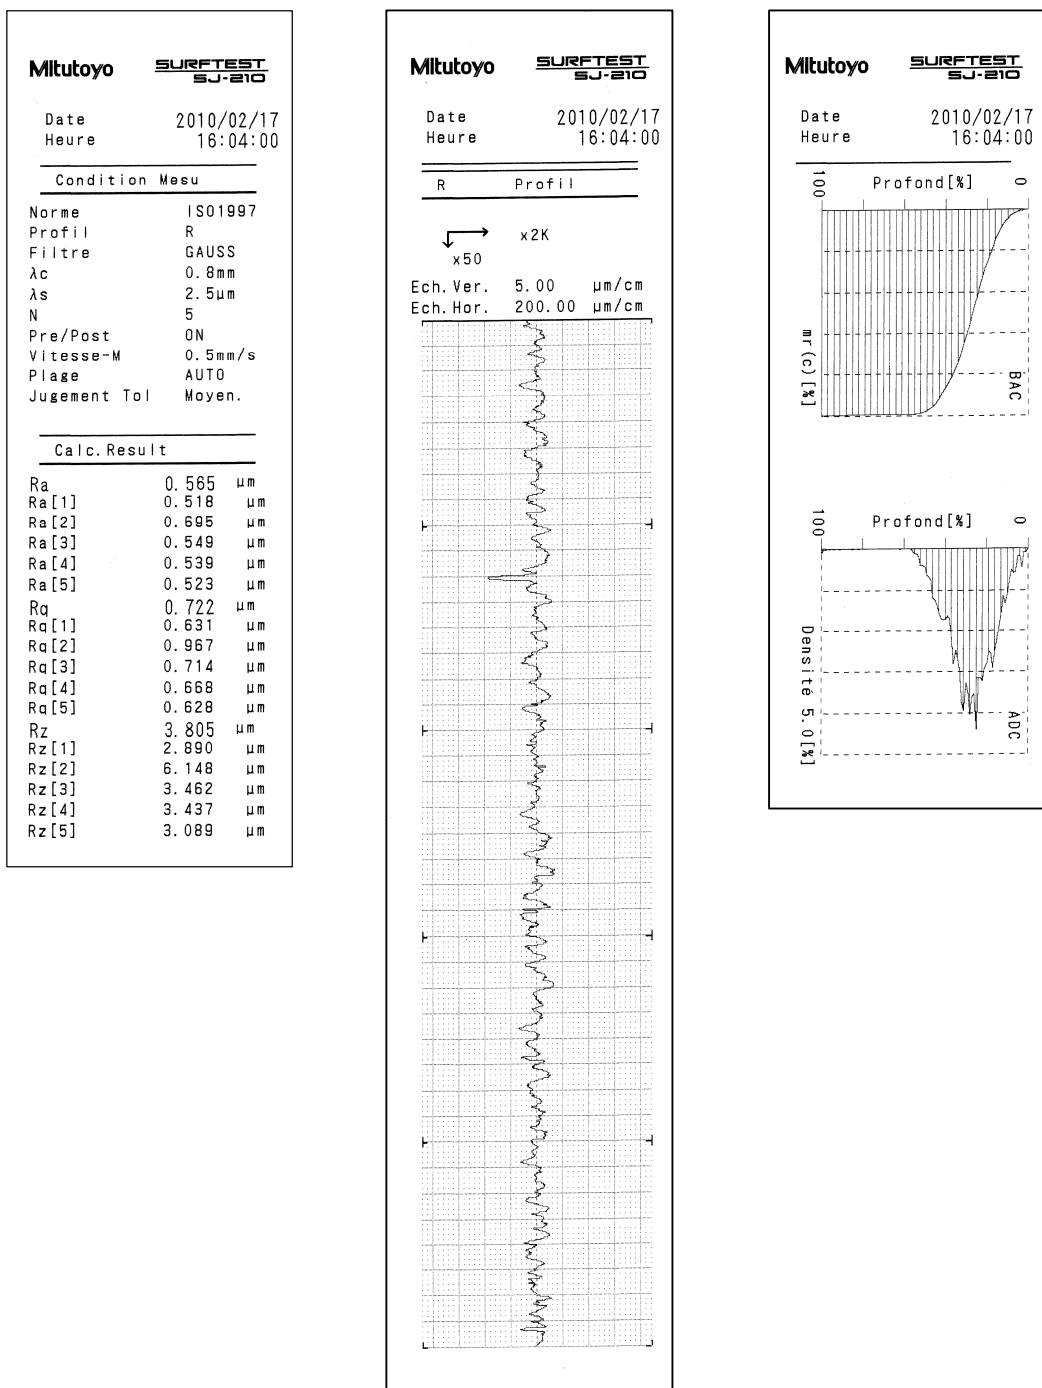 Mitutoyo SURFTEST
SJ-210
Date 2010/02/17
Heure 16:04:00
Condition Mesu
Norme ISO1997
Profil R
Filtre GAUSS
λc 0.8mm
λs 2.5µm
N 5
Pre/Post ON
Vitesse-M 0.5mm/s
Plage AUTO
Jugement Tol Moyen.
Calc.Result
Ra 0.565 µm
Ra[1] 0.518 µm
Ra[2] 0.695 µm
Ra[3] 0.549 µm
Ra[4] 0.539 µm
Ra[5] 0.523 µm
Rq 0.722 µm
Rq[1] 0.631 µm
Rq[2] 0.967 µm
Rq[3] 0.714 µm
Rq[4] 0.668 µm
Rq[5] 0.628 µm
Rz 3.805 µm
Rz[1] 2.890 µm
Rz[2] 6.148 µm
Rz[3] 3.462 µm
Rz[4] 3.437 µm
Rz[5] 3.089 µm
Mitutoyo SURFTEST
SJ-210
Date 2010/02/17
Heure 16:04:00
R Profil
x2K
x50
Ech.Ver. 5.00 µm/cm
Ech.Hor. 200.00 µm/cm
Mitutoyo SURFTEST
SJ-210
Date 2010/02/17
Heure 16:04:00
100 Profond[%] 0
mr(c)[%]
BAC
100 Profond[%] 0
Densité 5.0[%]
ADC